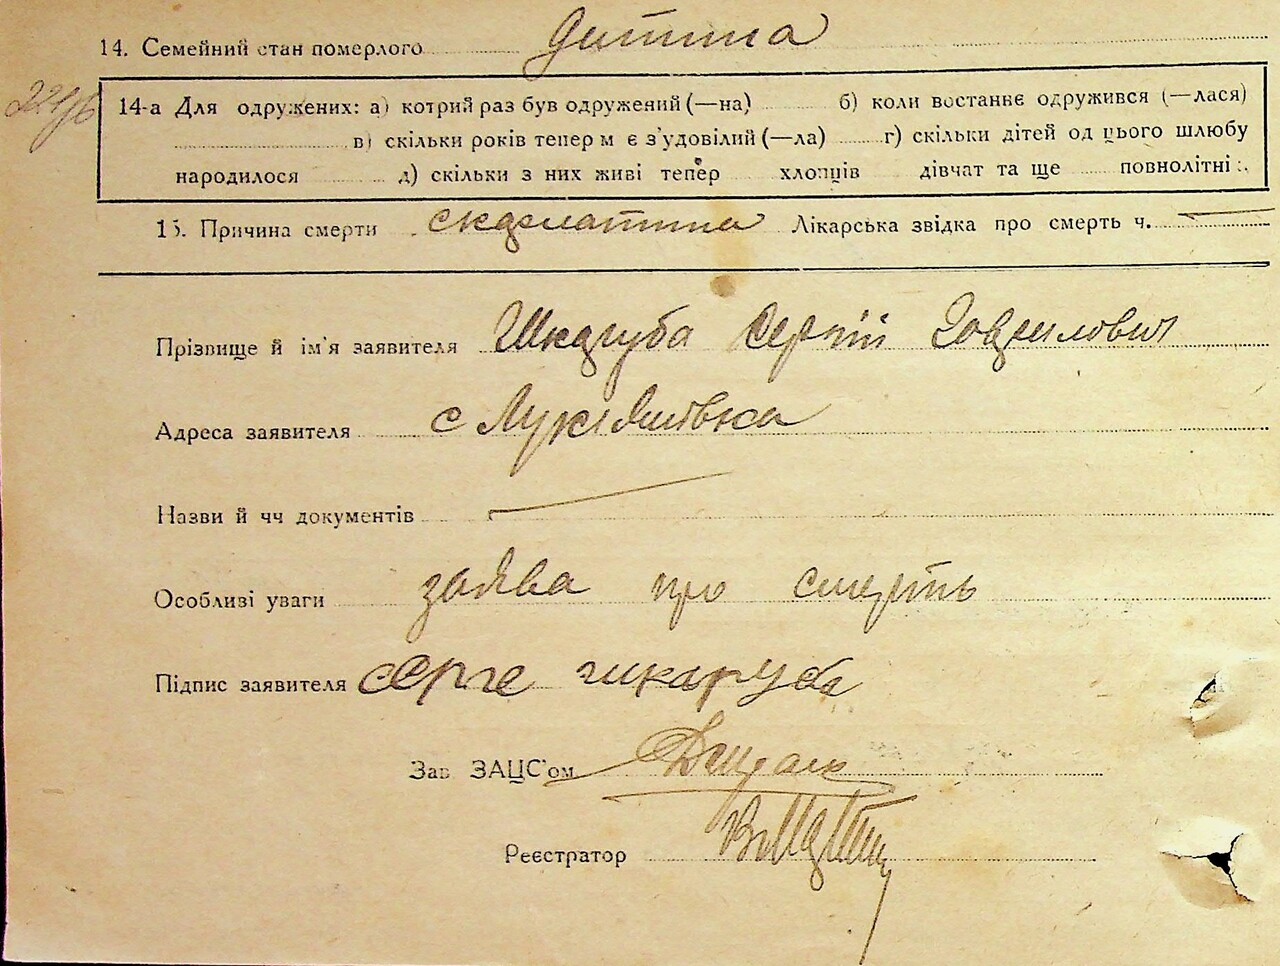 14. Семейний стан померлого дитина
14-а Для одружених: а) котрий раз був одружений (—на) б) коли востаннє одружився (—лася)
в) скільки років тепер м є з'удовілий (—ла) г) скільки дітей од цього шлюбу
народилося д) скільки з них живі тепер хлопців дівчат та ще повнолітні
15. Причина смерти скарлатина Лікарська звідка про смерть ч.
Прізвище й ім'я заявителя Шкаруба Сергій Гаврилович
Адреса заявителя с Лукіяшівка
Назви й чч документів
Особливі уваги заява про смерть
Підпис заявителя серге шкаруба
Зав ЗАЦС'ом
Реєстратор